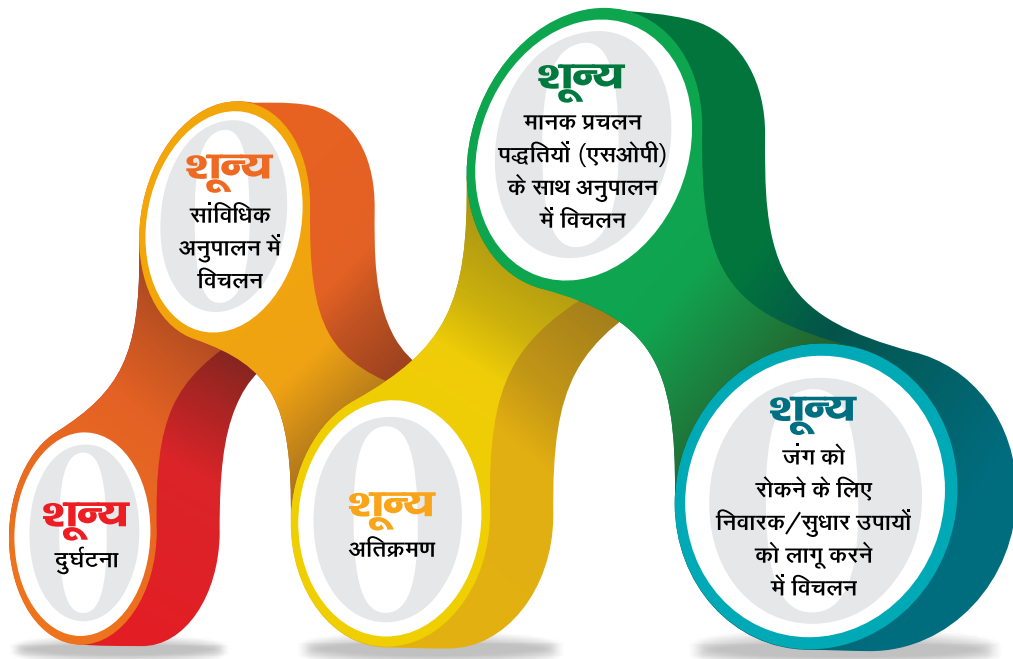 शून्य
दुर्घटना
शून्य
सांविधिक
अनुपालन में
विचलन
शून्य
अतिक्रमण
शून्य
मानक प्रचलन
पद्धतियों (एसओपी)
के साथ अनुपालन
में विचलन
शून्य
जंग को
रोकने के लिए
निवारक/सुधार उपायों
को लागू करने
में विचलन